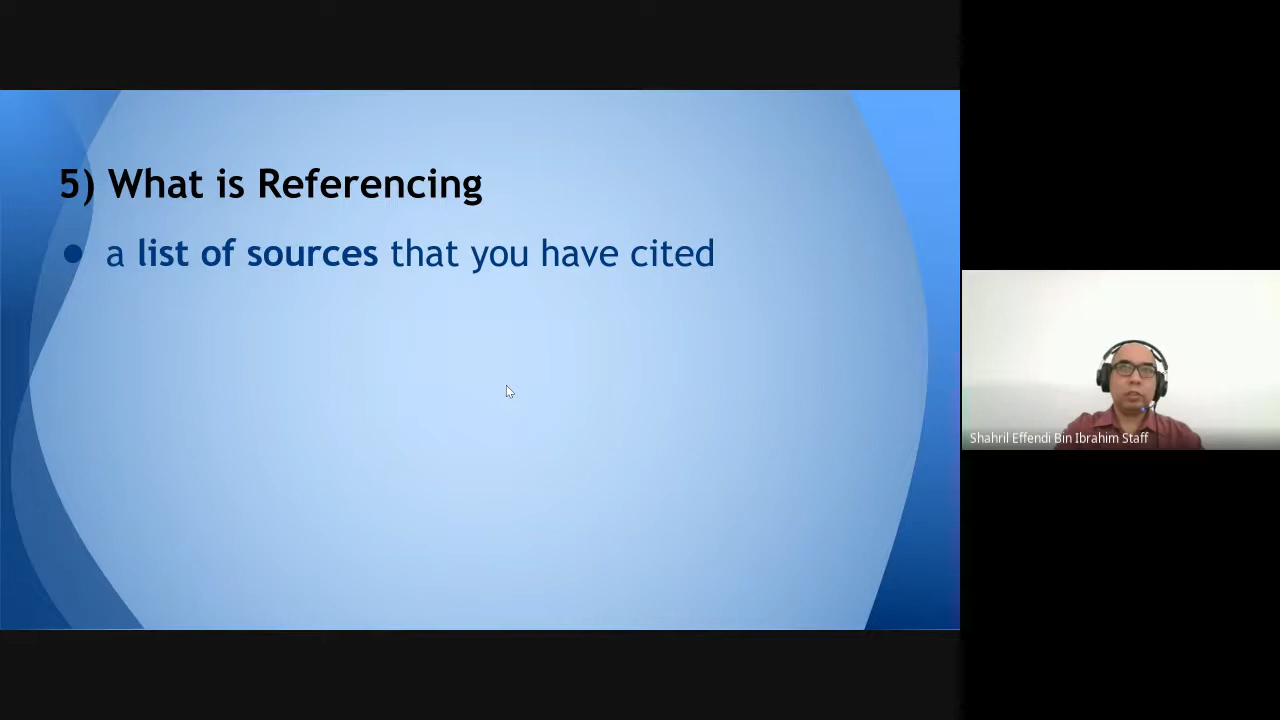 5) What is Referencing
● a list of sources that you have cited
Shahril Effendi Bin Ibrahim Staff